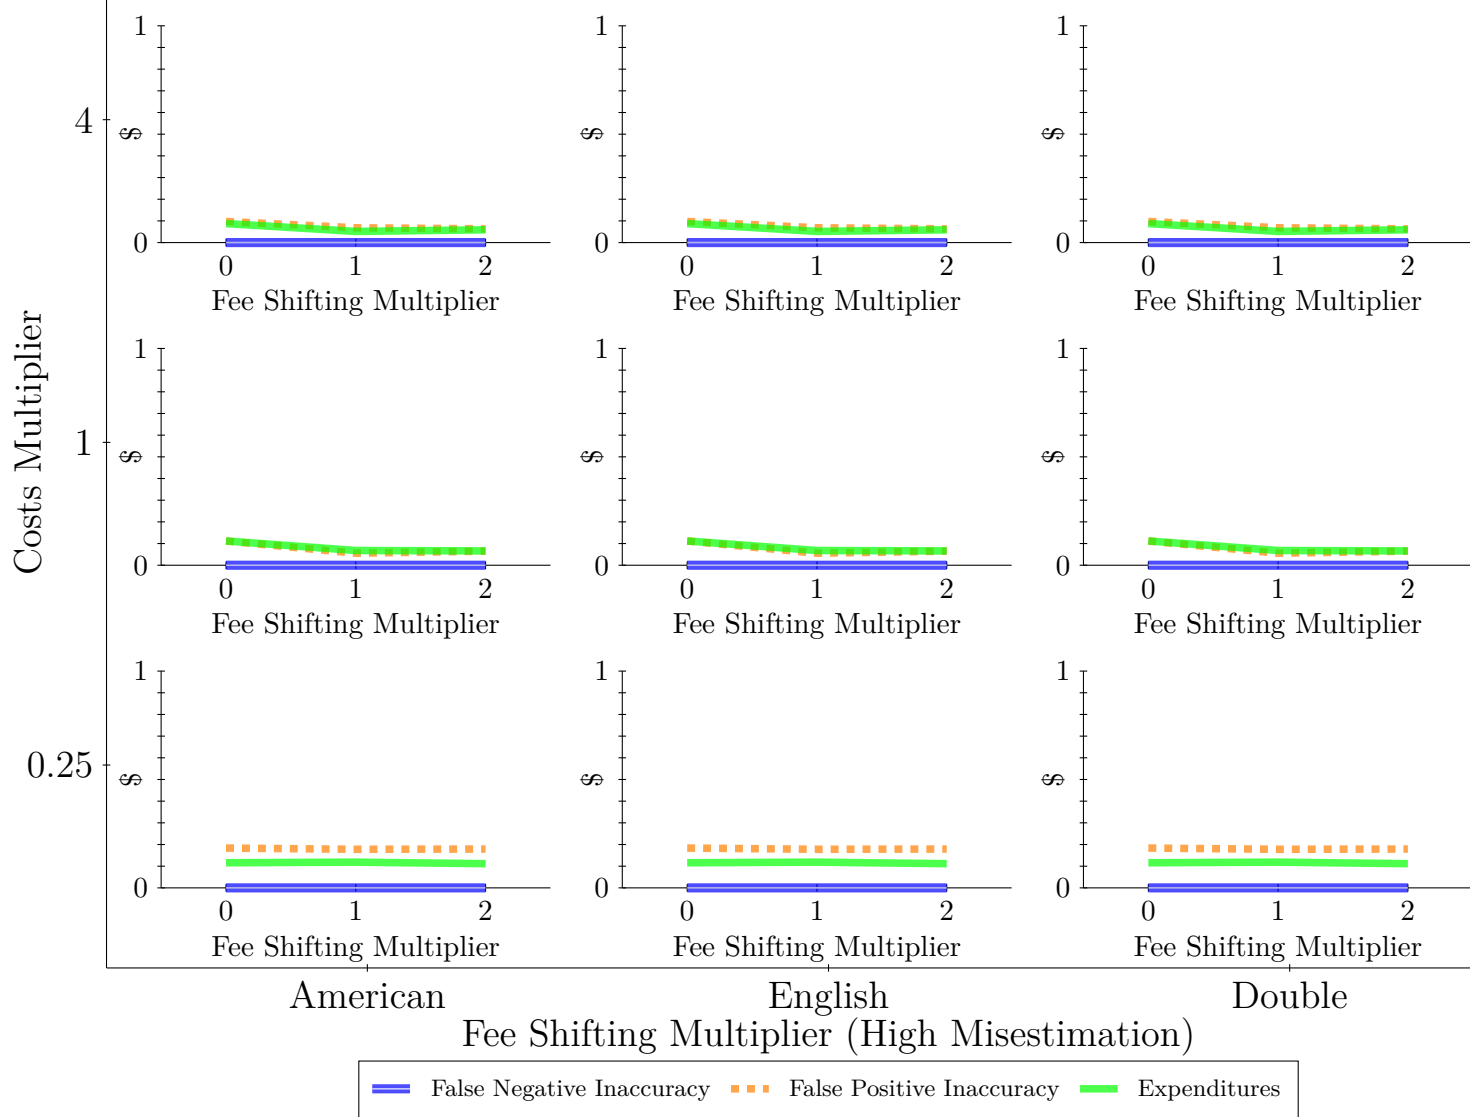 Costs Multiplier
4
1
$
0
0 1 2
Fee Shifting Multiplier
1
$
0
0 1 2
Fee Shifting Multiplier
1
$
0
0 1 2
Fee Shifting Multiplier
1
1
$
0
0 1 2
Fee Shifting Multiplier
1
$
0
0 1 2
Fee Shifting Multiplier
1
$
0
0 1 2
Fee Shifting Multiplier
0.25
1
$
0
0 1 2
Fee Shifting Multiplier
1
$
0
0 1 2
Fee Shifting Multiplier
1
$
0
0 1 2
Fee Shifting Multiplier
American English Double
Fee Shifting Multiplier (High Misestimation)
False Negative Inaccuracy False Positive Inaccuracy Expenditures